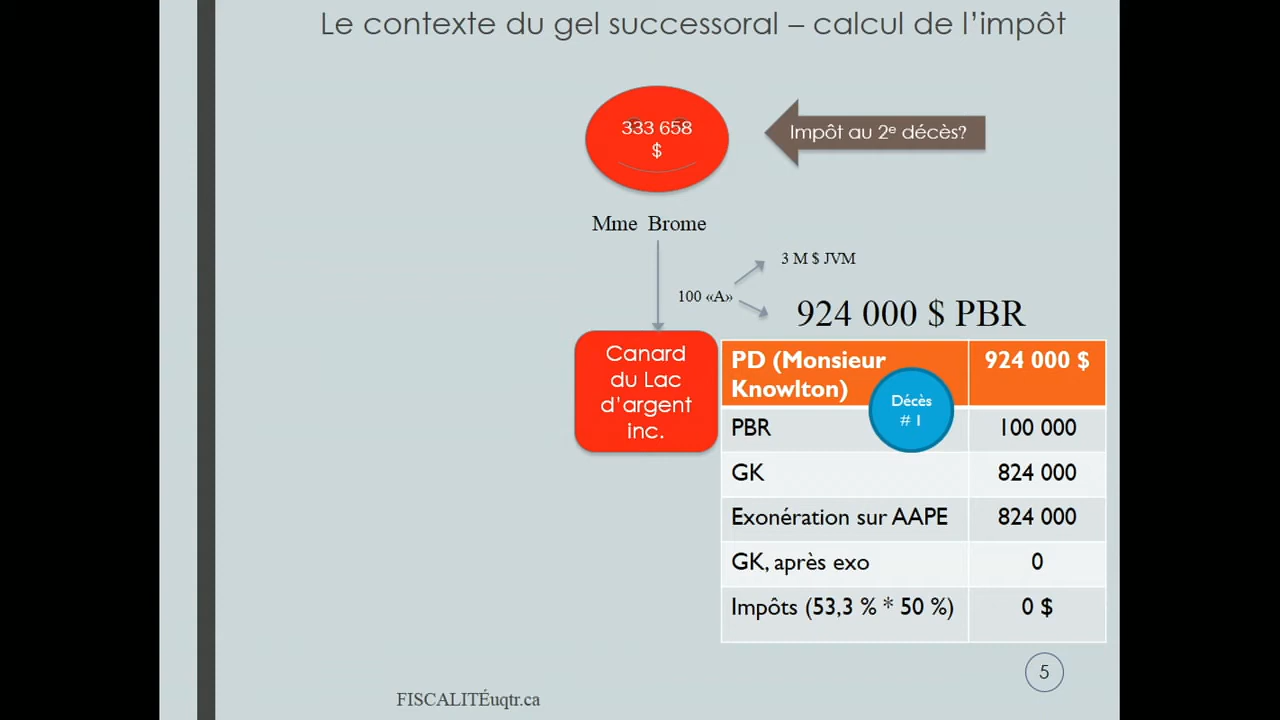 Le contexte du gel successoral – calcul de l’impôt
333 658
$
Impôt au 2e décès?
Mme Brome
3 M $ JVM
100 «A»
924 000 $ PBR
Canard
du Lac
d’argent
inc.
PD (Monsieur
Knowlton)
924 000 $
Décès
# 1
PBR
100 000
GK
824 000
Exonération sur AAPE
824 000
GK, après exo
0
Impôts (53,3 % * 50 %)
0 $
5
FISCALITÉuqtr.ca